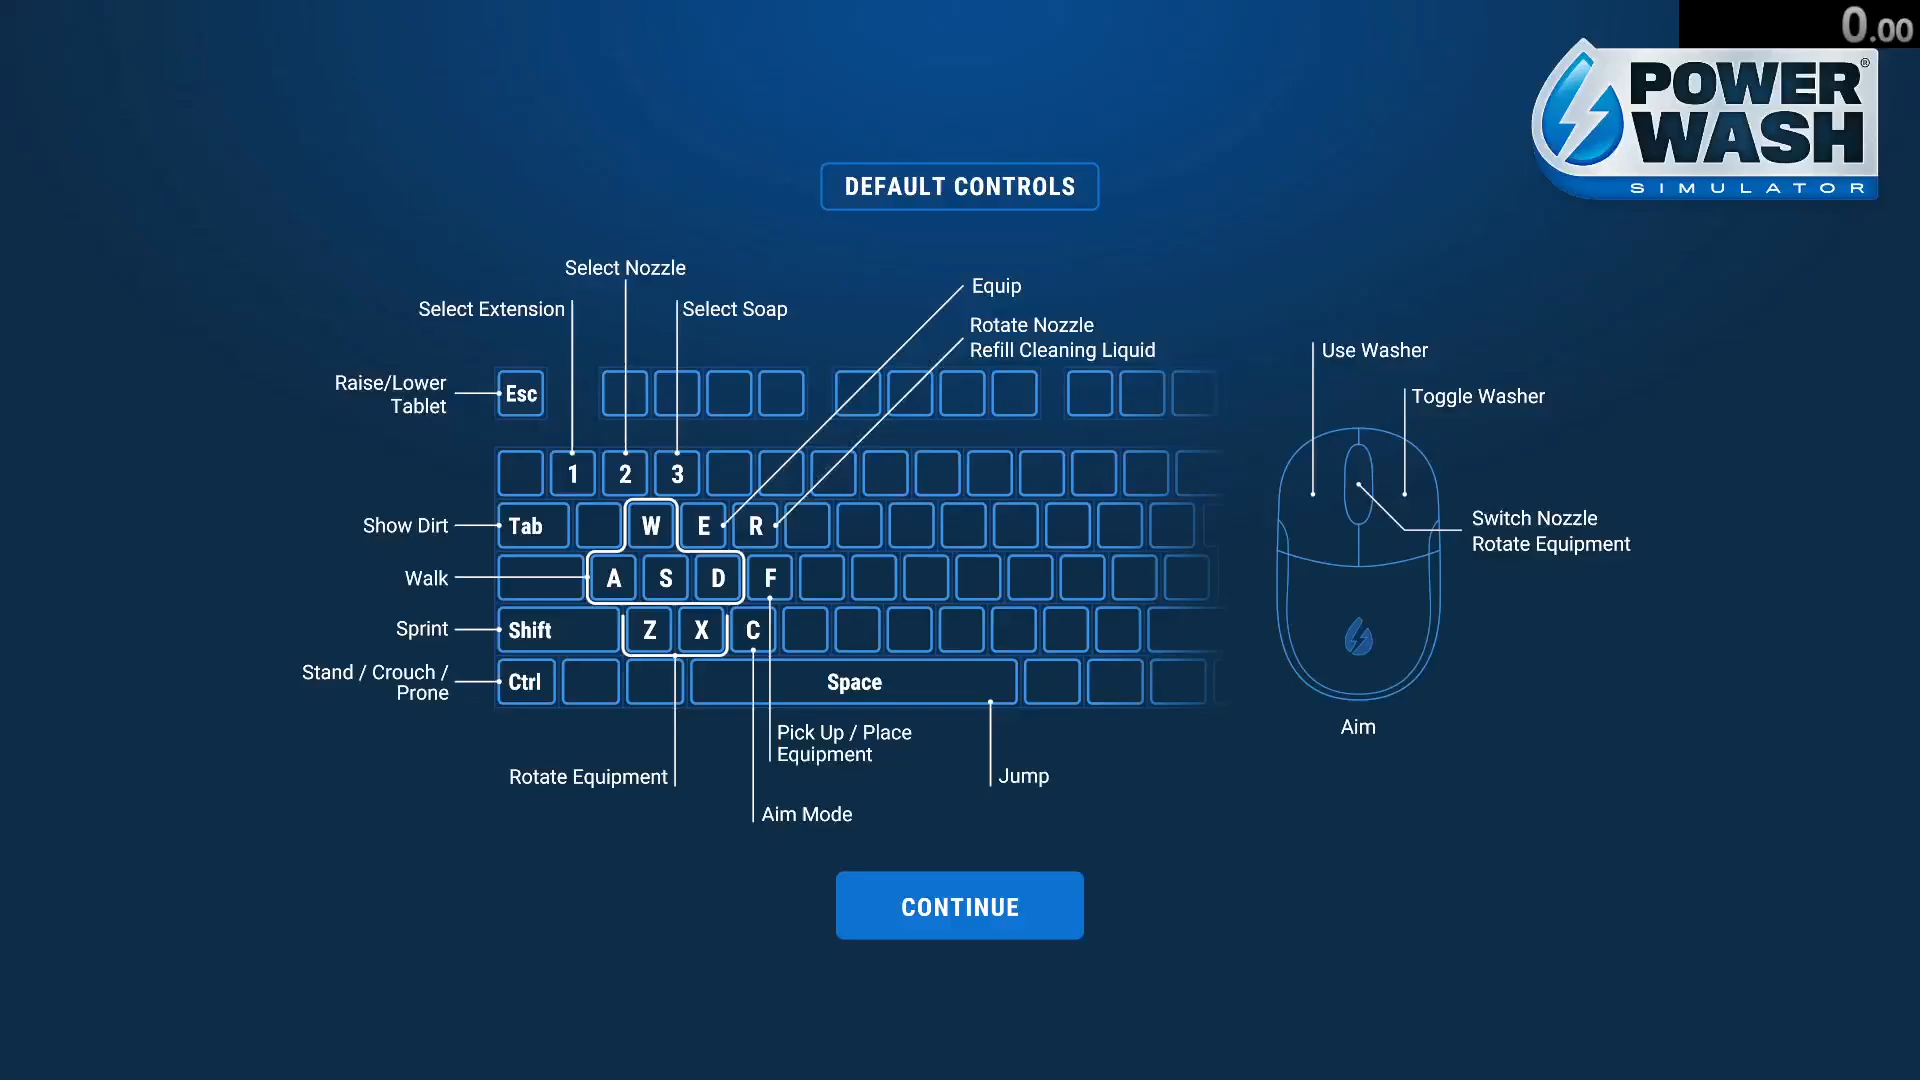 0.00
POWER®
WASH
SIMULATOR
DEFAULT CONTROLS
Select Nozzle
Select Extension
Select Soap
Equip
Rotate Nozzle
Refill Cleaning Liquid
Use Washer
Toggle Washer
Raise/Lower
Tablet
Esc
1 2 3
Show Dirt
Tab W E R
Switch Nozzle
Rotate Equipment
Walk
A S D F
Sprint
Shift Z X C
Stand / Crouch /
Prone
Ctrl Space
Aim
Pick Up / Place
Equipment
Rotate Equipment
Jump
Aim Mode
CONTINUE